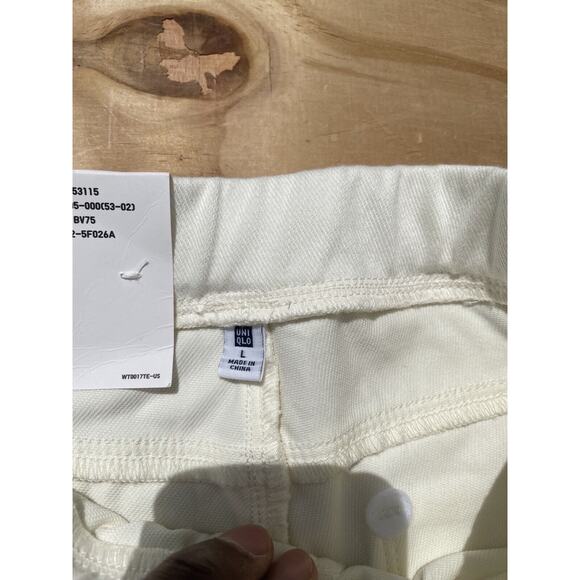 53115
5-000(53-02)
BV75
2-5F026A
WT0017TE-US
UNI
QLO
L
MADE IN
CHINA